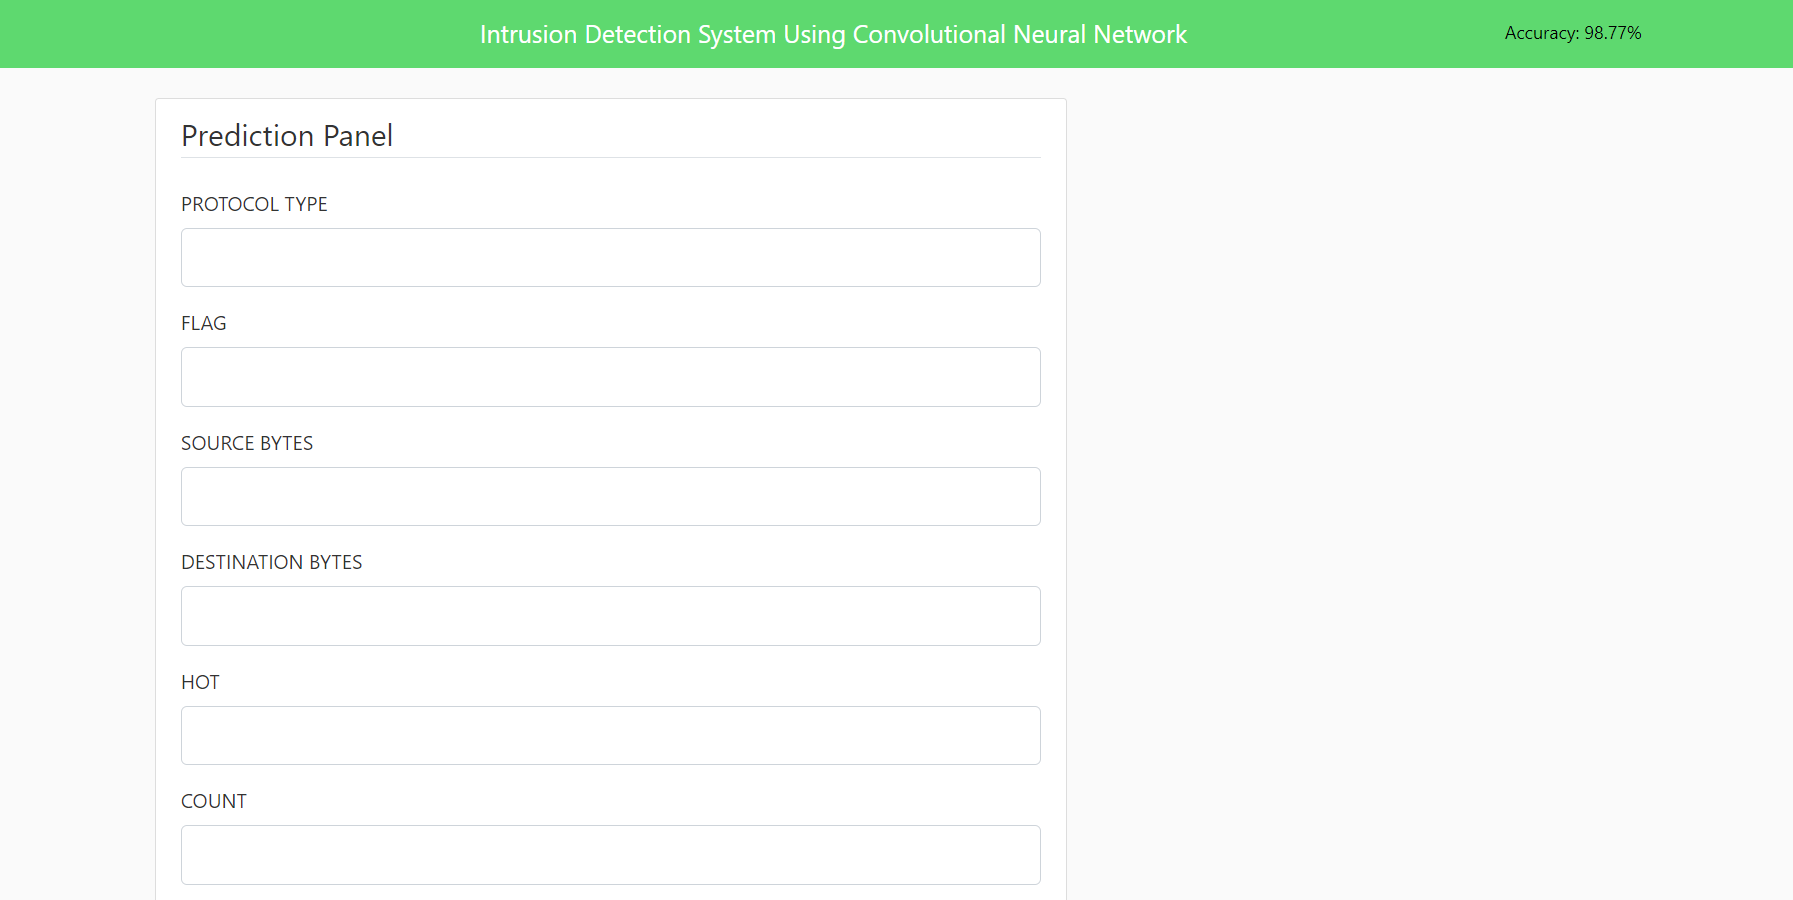 Intrusion Detection System Using Convolutional Neural Network
Accuracy: 98.77%
Prediction Panel
PROTOCOL TYPE
FLAG
SOURCE BYTES
DESTINATION BYTES
HOT
COUNT